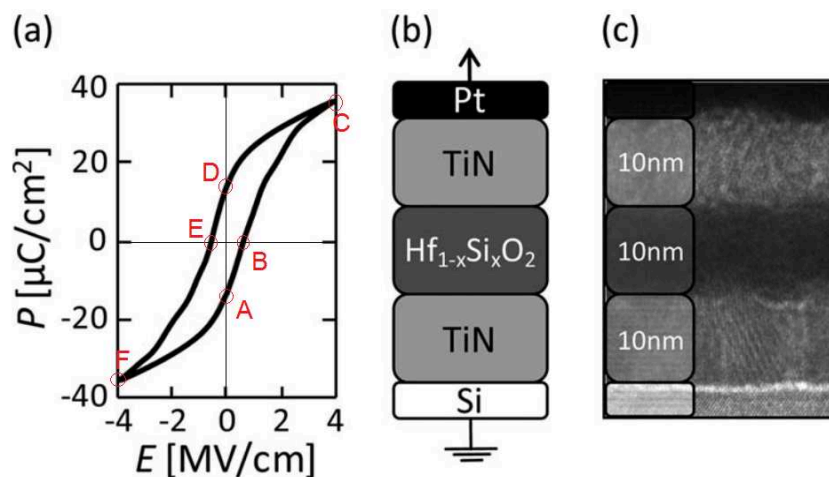 (a)
40
20
0
-20
-40
-4
-2
0
2
4
P [μC/cm²]
E [MV/cm]
A
B
C
D
E
F
(b)
Pt
TiN
Hf₁₋ₓSiₓO₂
TiN
Si
(c)
10nm
10nm
10nm